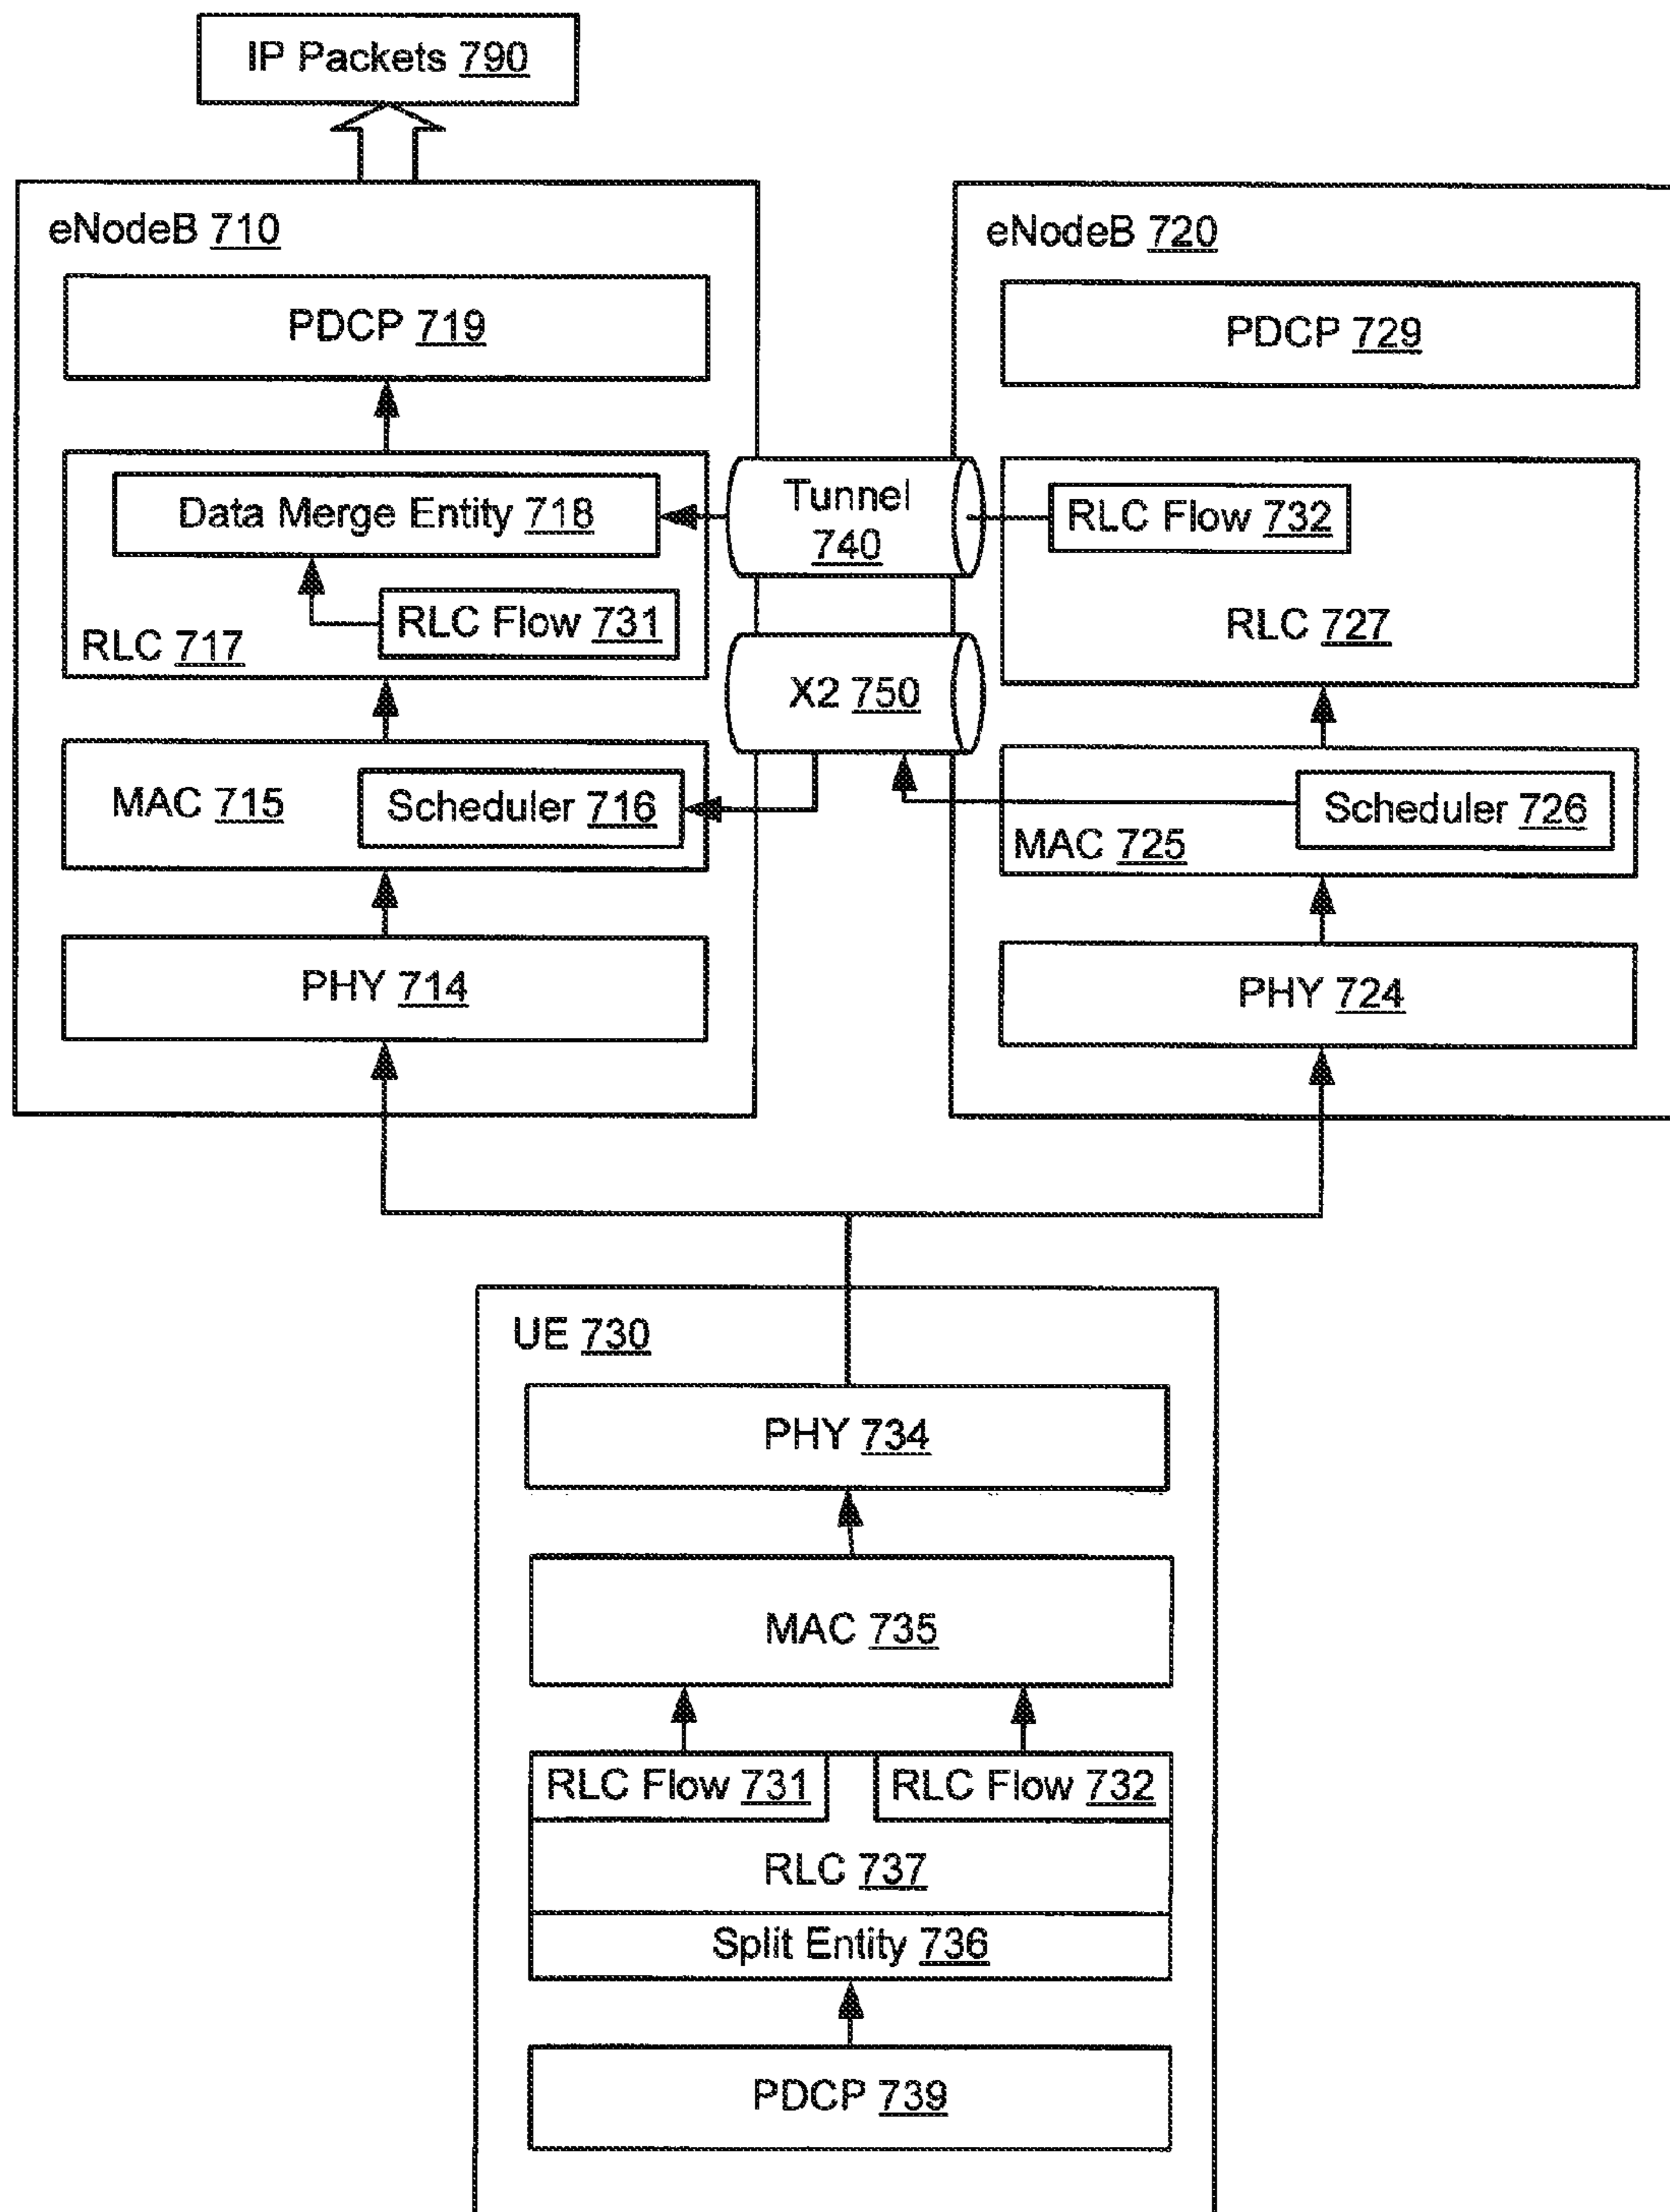 IP Packets 790
eNodeB 710
PDCP 719
Data Merge Entity 718
RLC Flow 731
RLC 717
MAC 715
Scheduler 716
PHY 714
Tunnel
740
X2 750
eNodeB 720
PDCP 729
RLC Flow 732
RLC 727
Scheduler 726
MAC 725
PHY 724
UE 730
PHY 734
MAC 735
RLC Flow 731
RLC Flow 732
RLC 737
Split Entity 736
PDCP 739